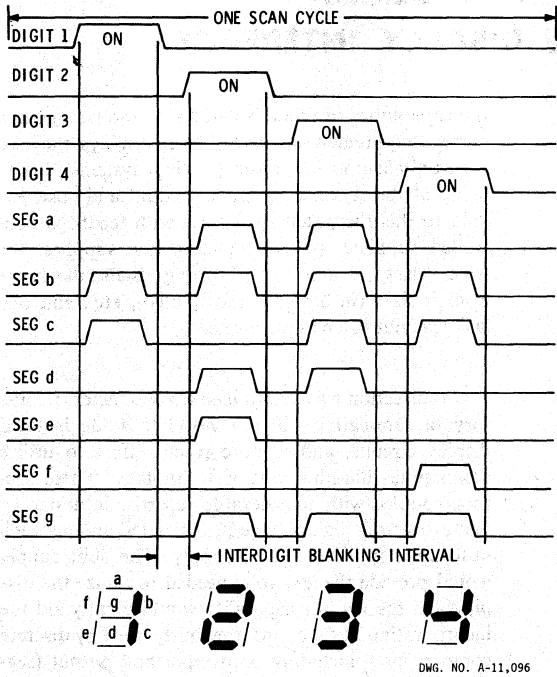 ONE SCAN CYCLE
DIGIT 1
ON
DIGIT 2
ON
DIGIT 3
ON
DIGIT 4
ON
SEG a
SEG b
SEG c
SEG d
SEG e
SEG f
SEG g
INTERDIGIT BLANKING INTERVAL
a
f g b
e d c
2 3 4
DWG. NO. A-11,096